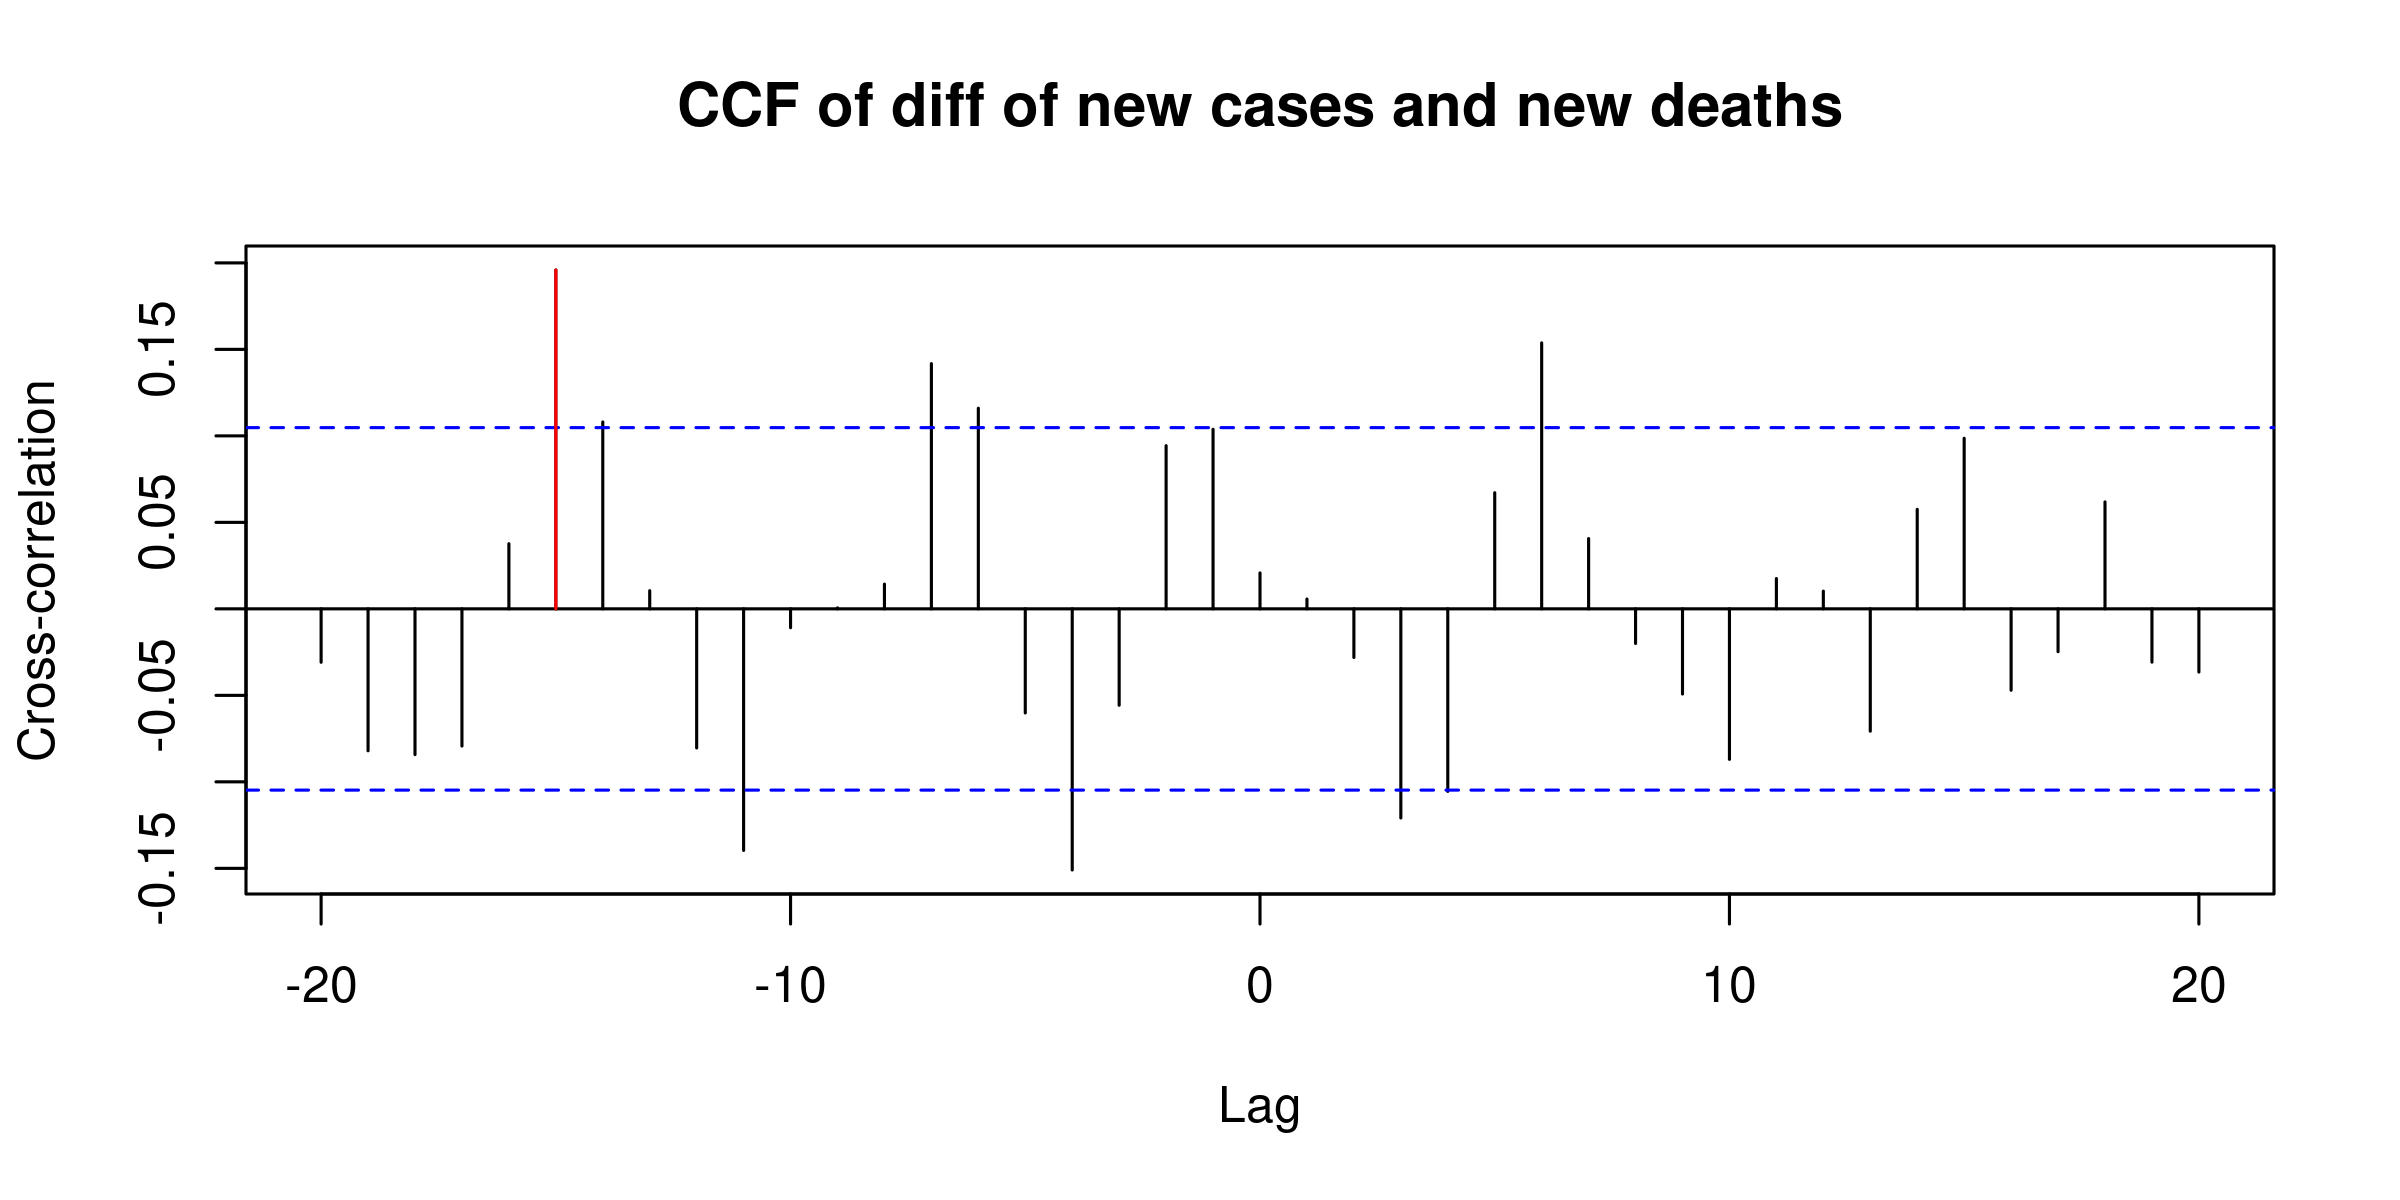 CCF of diff of new cases and new deaths
Cross-correlation
0.15
0.05
-0.05
-0.15
-20 -10 0 10 20
Lag